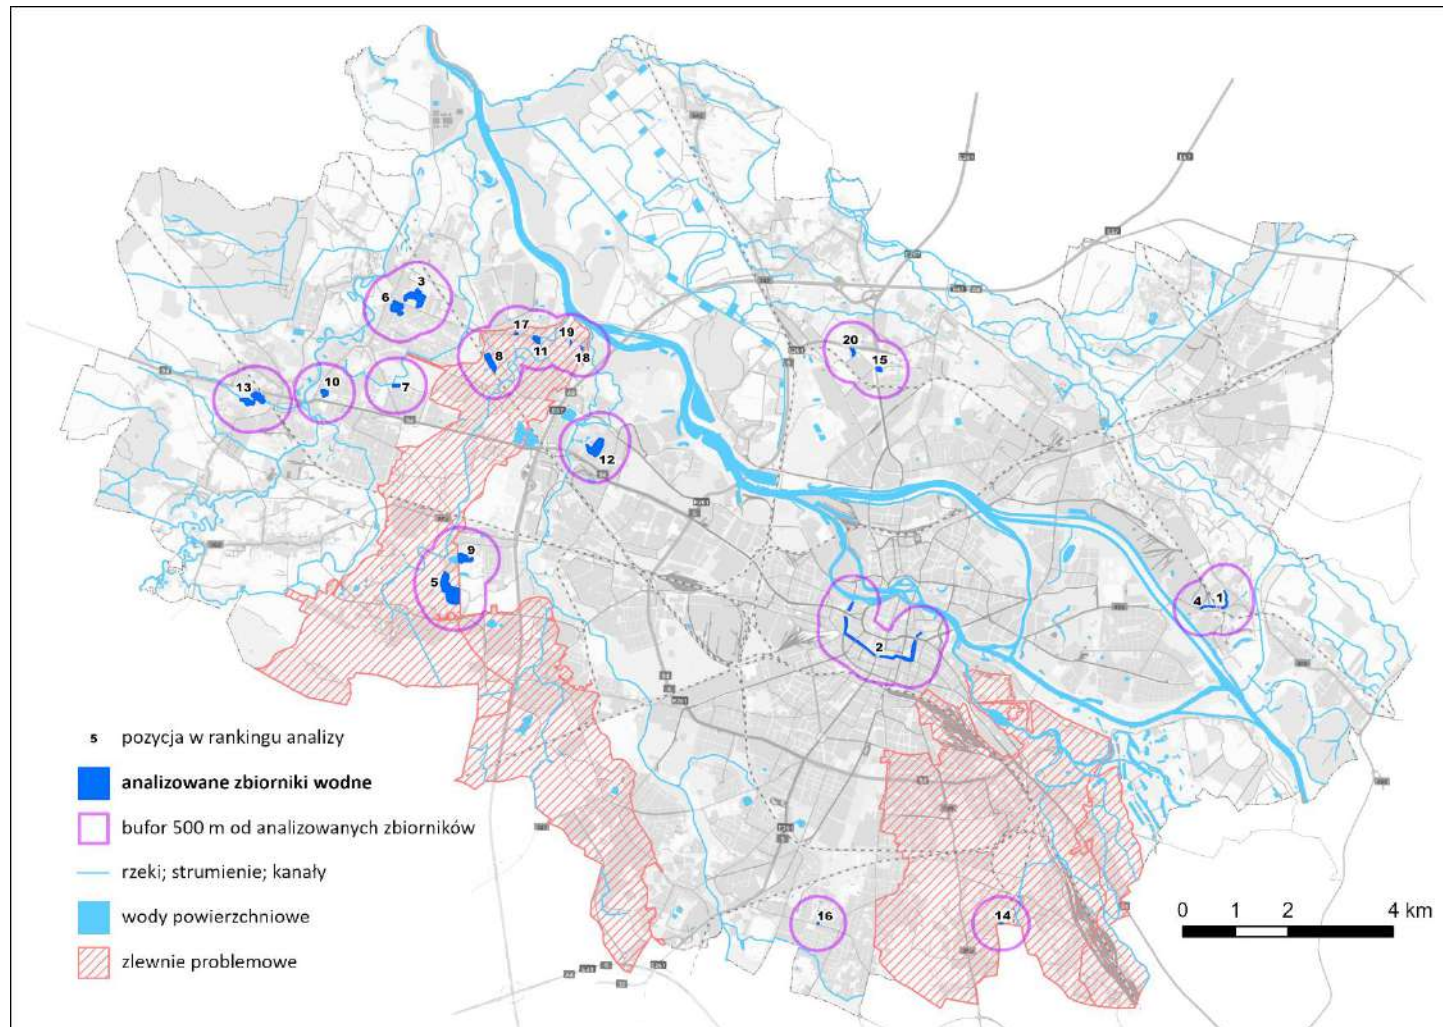 3
6
17
19
11
18
8
20
15
13
10
7
12
9
5
4
1
2
16
14
5 pozycja w rankingu analizy
analizowane zbiorniki wodne
bufor 500 m od analizowanych zbiorników
rzeki; strumienie; kanały
wody powierzchniowe
zlewnie problemowe
0 1 2 4 km